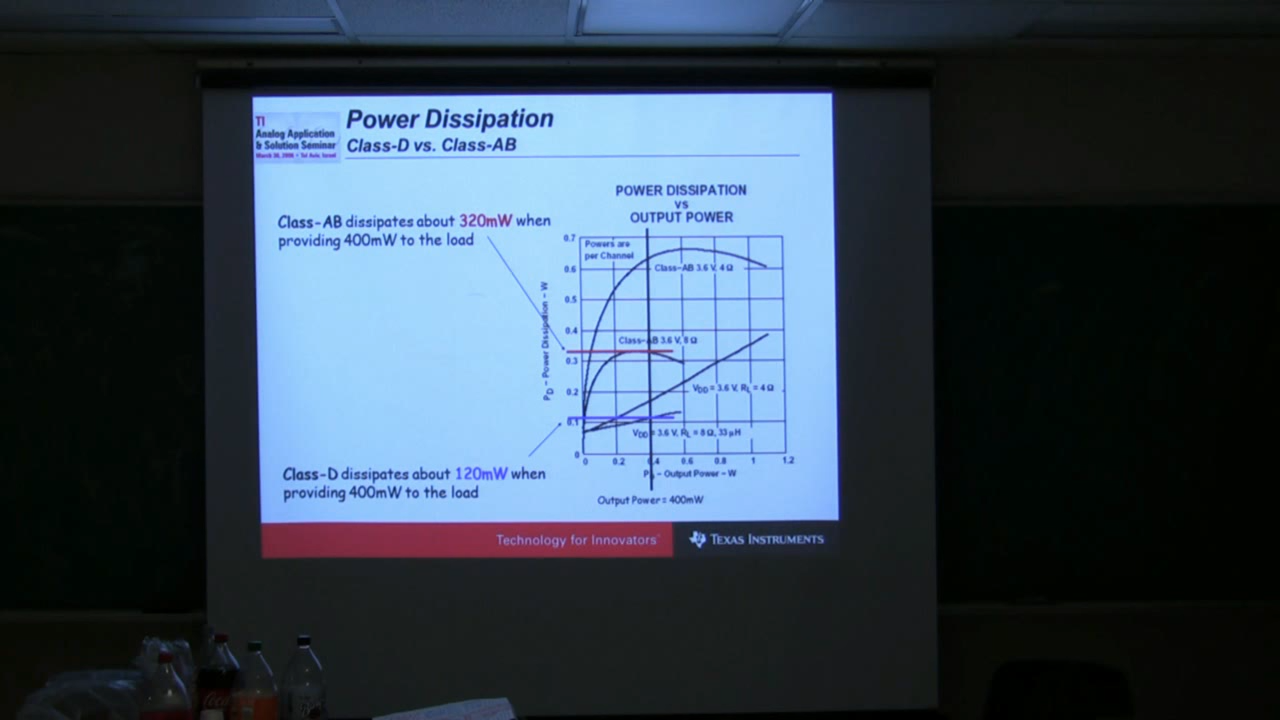 TI
Analog Application
& Solution Seminar
Power Dissipation
Class-D vs. Class-AB
Class-AB dissipates about 320mW when
providing 400mW to the load
POWER DISSIPATION
vs
OUTPUT POWER
0.7
Powers are
per Channel
0.6
Class-AB 3.6 V, 4 Ω
0.5
0.4
Class-AB 3.6 V, 8 Ω
0.3
0.2
VDD = 3.6 V, RL = 4 Ω
0.1
VDD = 3.6 V, RL = 8 Ω, 33 µH
0
0 0.2 0.4 0.6 0.8 1 1.2
PD - Power Dissipation - W
- Output Power - W
Output Power = 400mW
Class-D dissipates about 120mW when
providing 400mW to the load
Technology for Innovators
TEXAS INSTRUMENTS